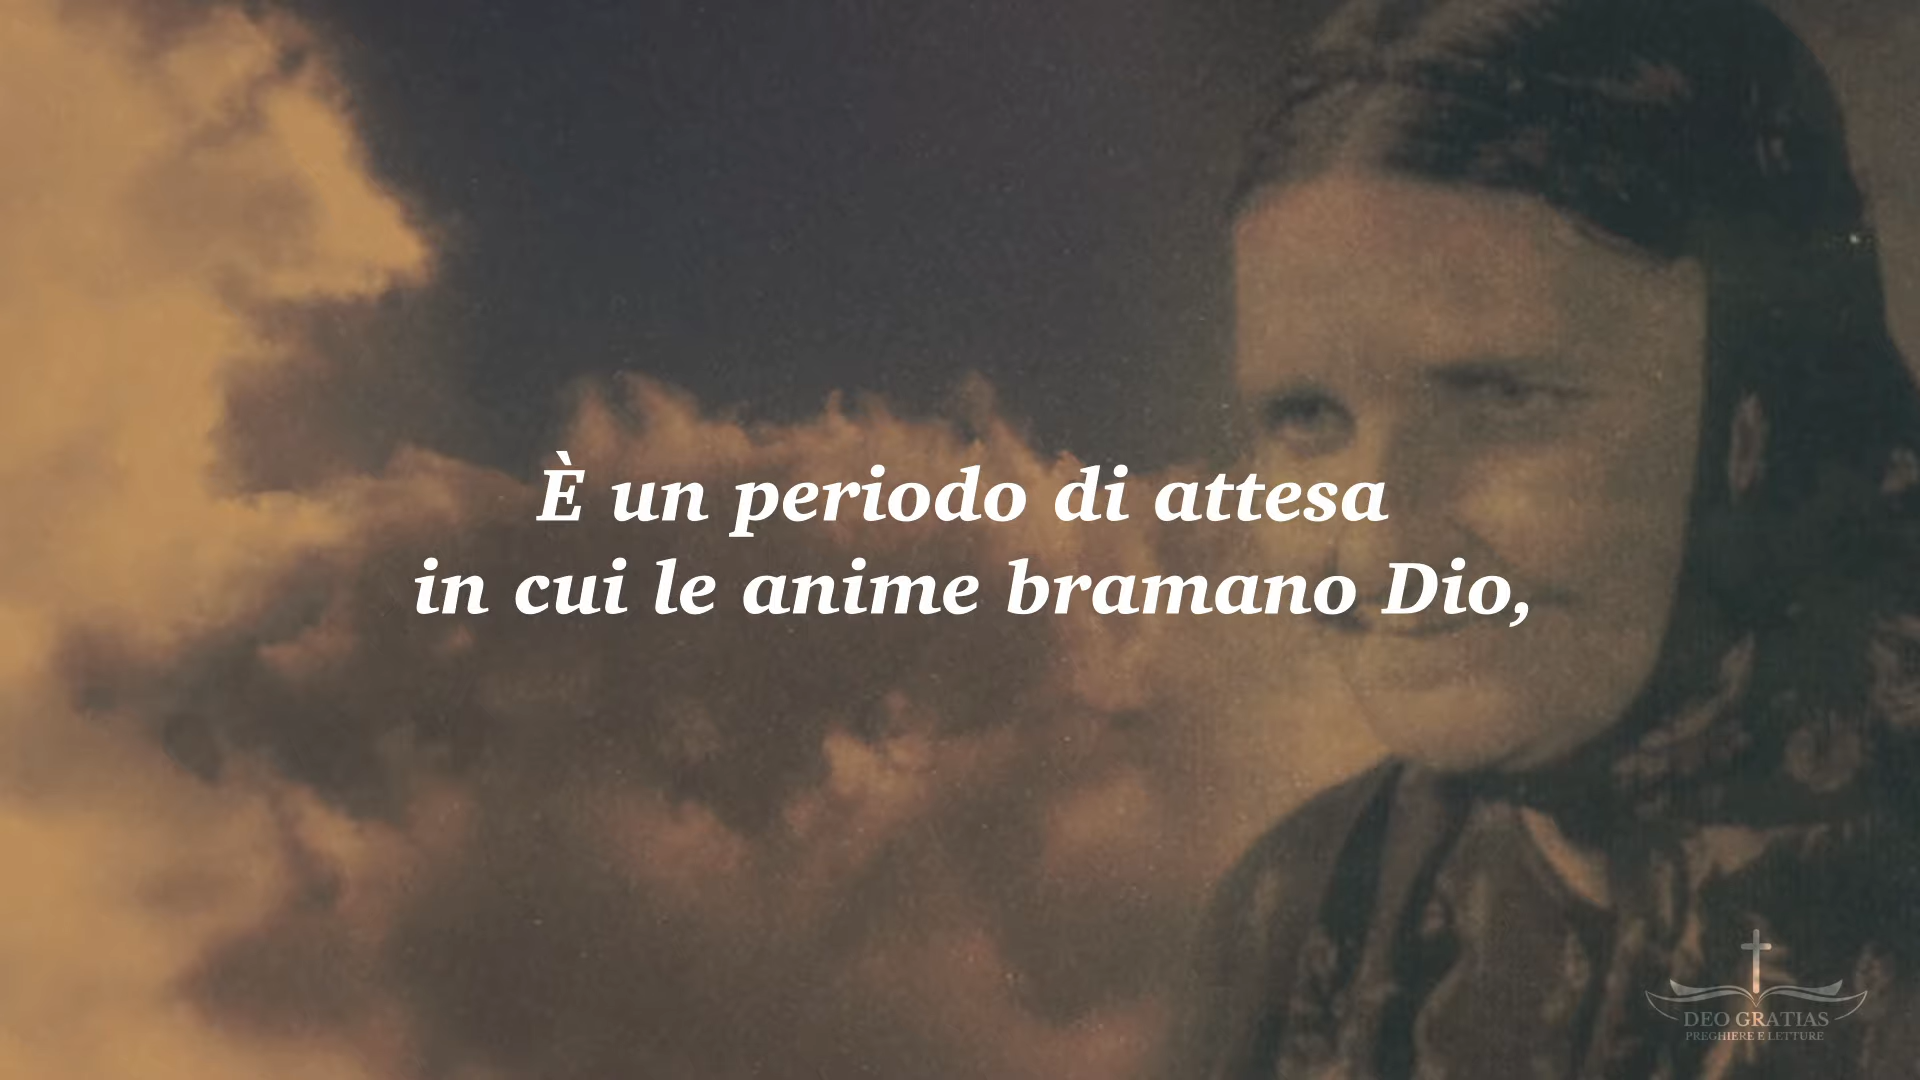 È un periodo di attesa
in cui le anime bramano Dio,
DEO GRATIAS
PREGHIERE E LETTURE